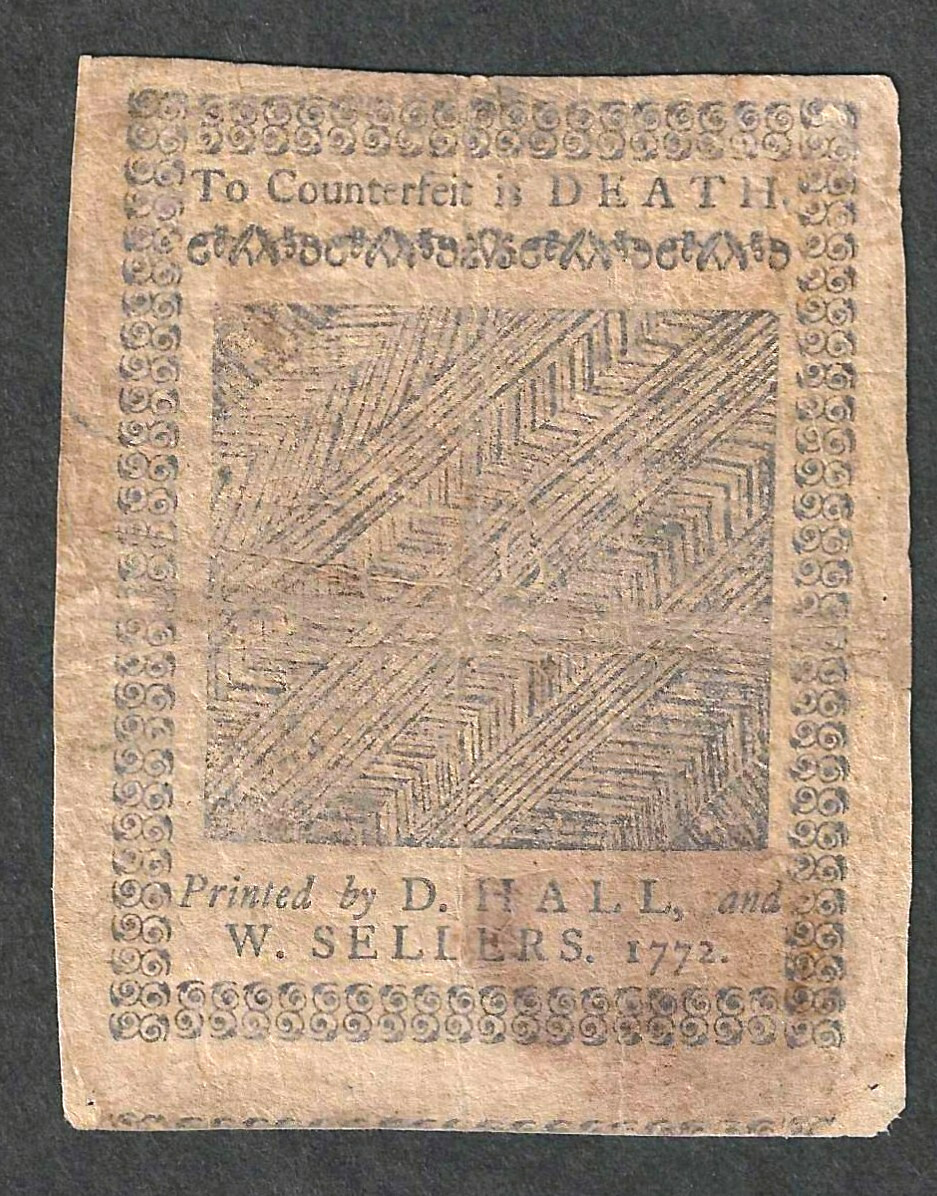 To Counterfeit is DEATH.
Printed by D. HALL, and
W. SELLERS. 1772.